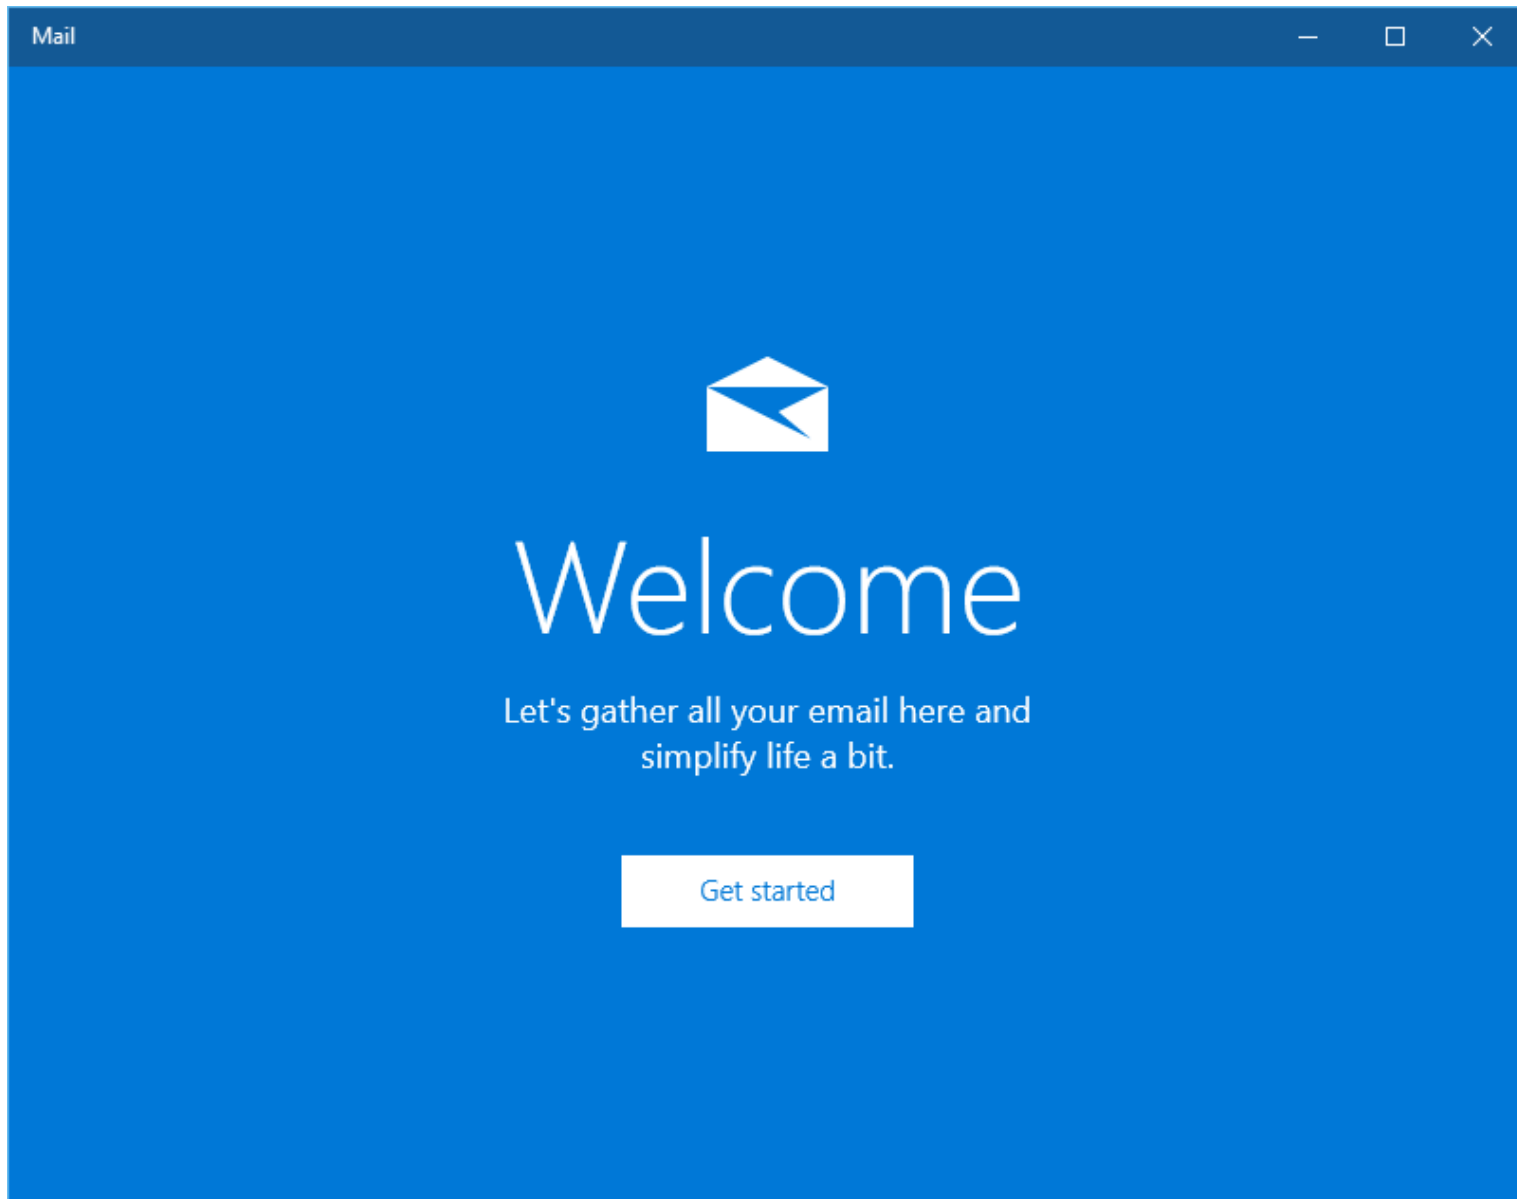 Mail
Welcome
Let's gather all your email here and
simplify life a bit.
Get started